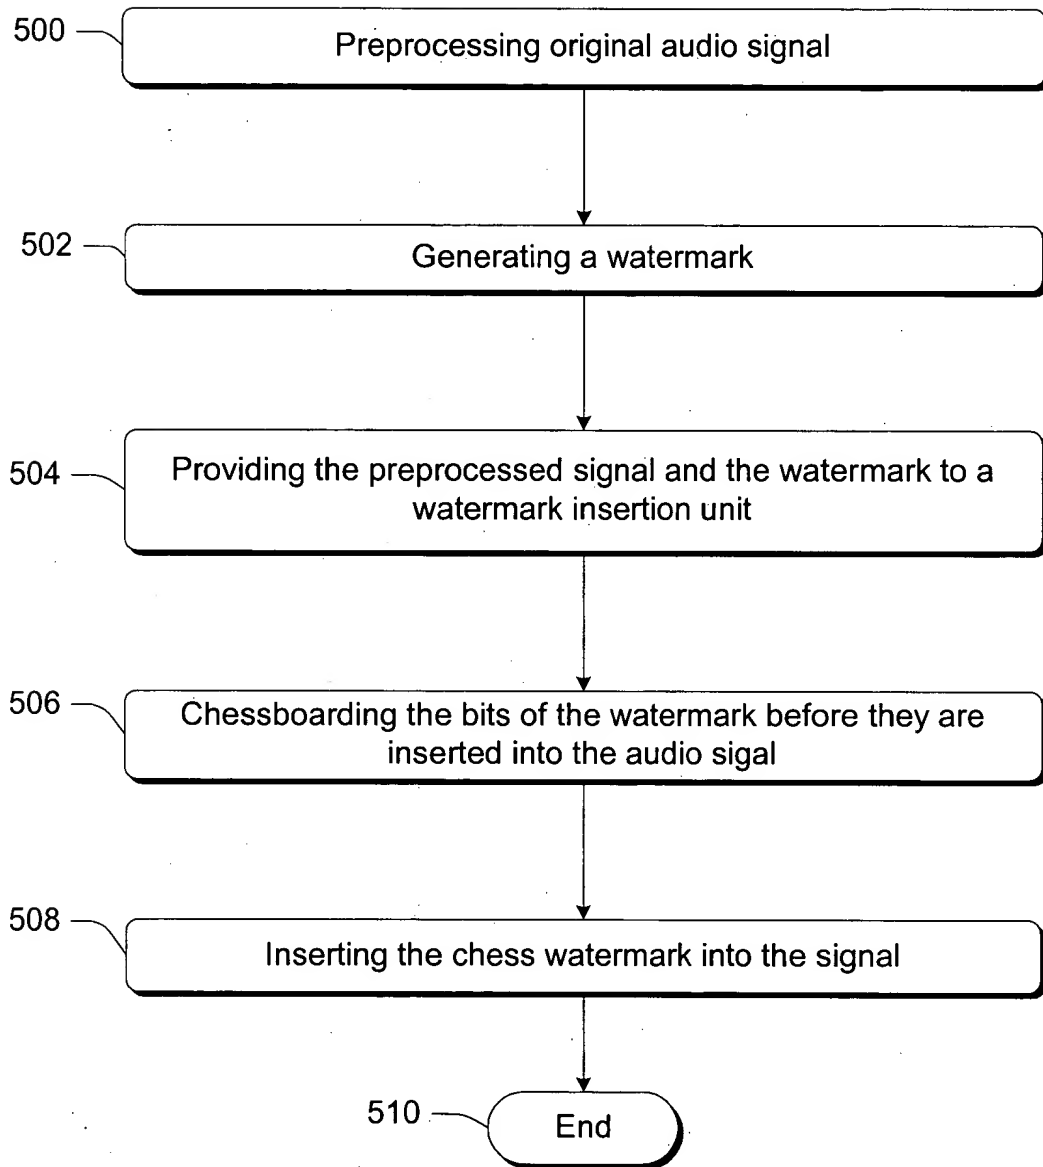 500
Preprocessing original audio signal
502
Generating a watermark
504
Providing the preprocessed signal and the watermark to a
watermark insertion unit
506
Chessboarding the bits of the watermark before they are
inserted into the audio sigal
508
Inserting the chess watermark into the signal
510
End